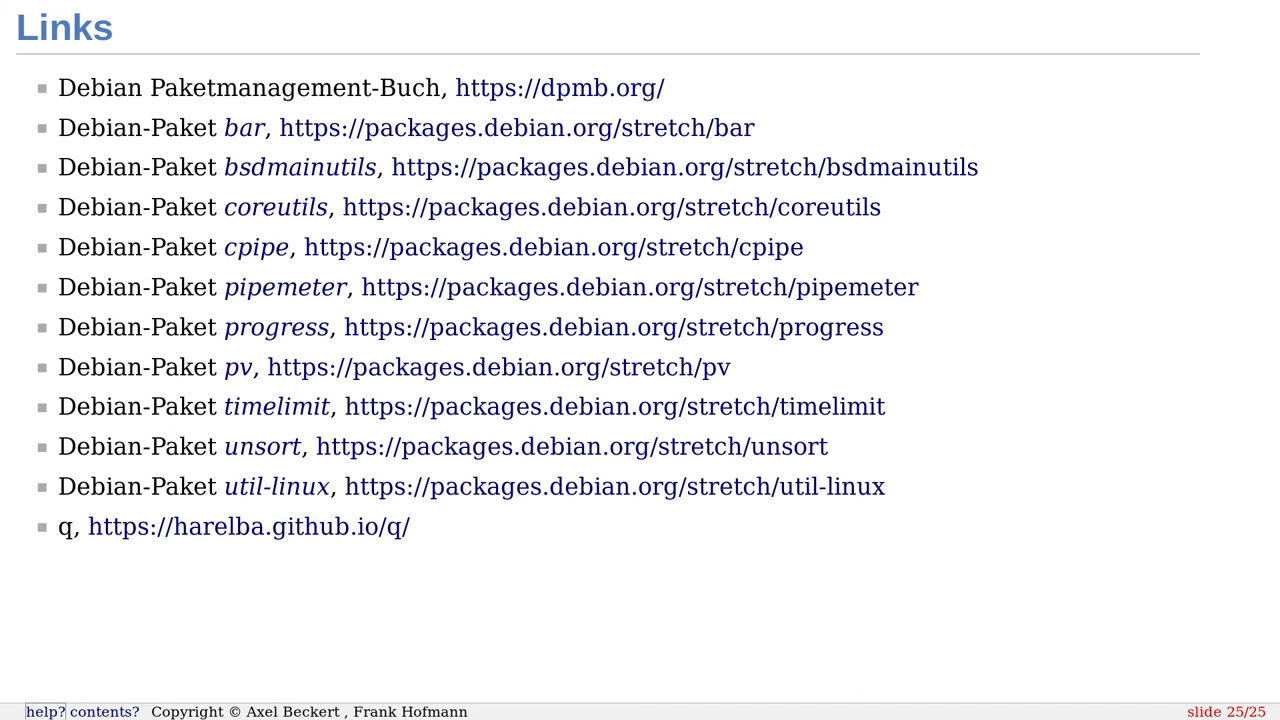 Links
Debian Paketmanagement-Buch, https://dpmb.org/
Debian-Paket bar, https://packages.debian.org/stretch/bar
Debian-Paket bsdmainutils, https://packages.debian.org/stretch/bsdmainutils
Debian-Paket coreutils, https://packages.debian.org/stretch/coreutils
Debian-Paket cpipe, https://packages.debian.org/stretch/cpipe
Debian-Paket pipemeter, https://packages.debian.org/stretch/pipemeter
Debian-Paket progress, https://packages.debian.org/stretch/progress
Debian-Paket pv, https://packages.debian.org/stretch/pv
Debian-Paket timelimit, https://packages.debian.org/stretch/timelimit
Debian-Paket unsort, https://packages.debian.org/stretch/unsort
Debian-Paket util-linux, https://packages.debian.org/stretch/util-linux
q, https://harelba.github.io/q/
help? contents? Copyright © Axel Beckert , Frank Hofmann slide 25/25